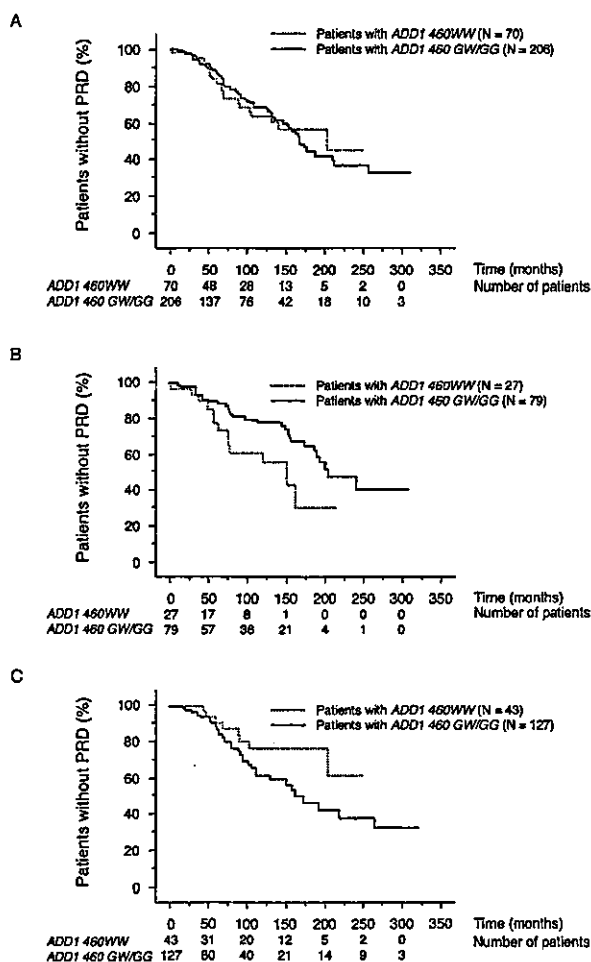 A
Patients with ADD1 460WW (N = 70)
Patients with ADD1 460 GW/GG (N = 206)
Patients without PRD (%)
100
80
60
40
20
0
0 50 100 150 200 250 300 350 Time (months)
ADD1 460WW 70 48 28 13 5 2 0 Number of patients
ADD1 460 GW/GG 206 137 76 42 18 10 3
B
Patients with ADD1 460WW (N = 27)
Patients with ADD1 460 GW/GG (N = 79)
Patients without PRD (%)
100
80
60
40
20
0
0 50 100 150 200 250 300 350 Time (months)
ADD1 460WW 27 17 8 1 0 0 0 Number of patients
ADD1 460 GW/GG 79 57 36 21 4 1 0
C
Patients with ADD1 460WW (N = 43)
Patients with ADD1 460 GW/GG (N = 127)
Patients without PRD (%)
100
80
60
40
20
0
0 50 100 150 200 250 300 350 Time (months)
ADD1 460WW 43 31 20 12 5 2 0 Number of patients
ADD1 460 GW/GG 127 80 40 21 14 9 3